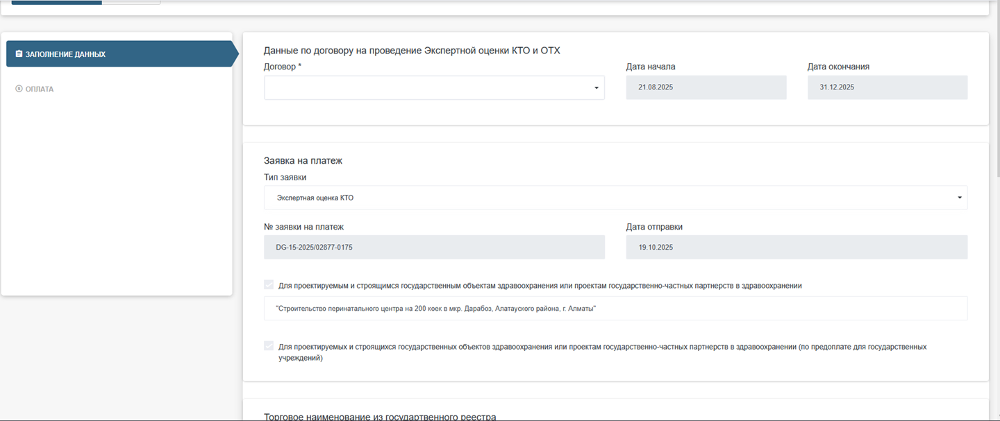 ЗАПОЛНЕНИЕ ДАННЫХ
ОПЛАТА
Данные по договору на проведение Экспертной оценки КТО и ОТХ
Договор *
Дата начала
Дата окончания
21.08.2025
31.12.2025
Заявка на платеж
Тип заявки
Экспертная оценка КТО
№ заявки на платеж
Дата отправки
DG-15-2025/02877-0175
19.10.2025
Для проектируемым и строящимся государственным объектам здравоохранения или проектам государственно-частных партнерств в здравоохранении
"Строительство перинатального центра на 200 коек в мкр. Дарабоз, Алатауского района, г. Алматы"
Для проектируемых и строящихся государственных объектов здравоохранения или проектам государственно-частных партнерств в здравоохранении (по предоплате для государственных
учреждений)
Торговое наименование из государтвенного реестра